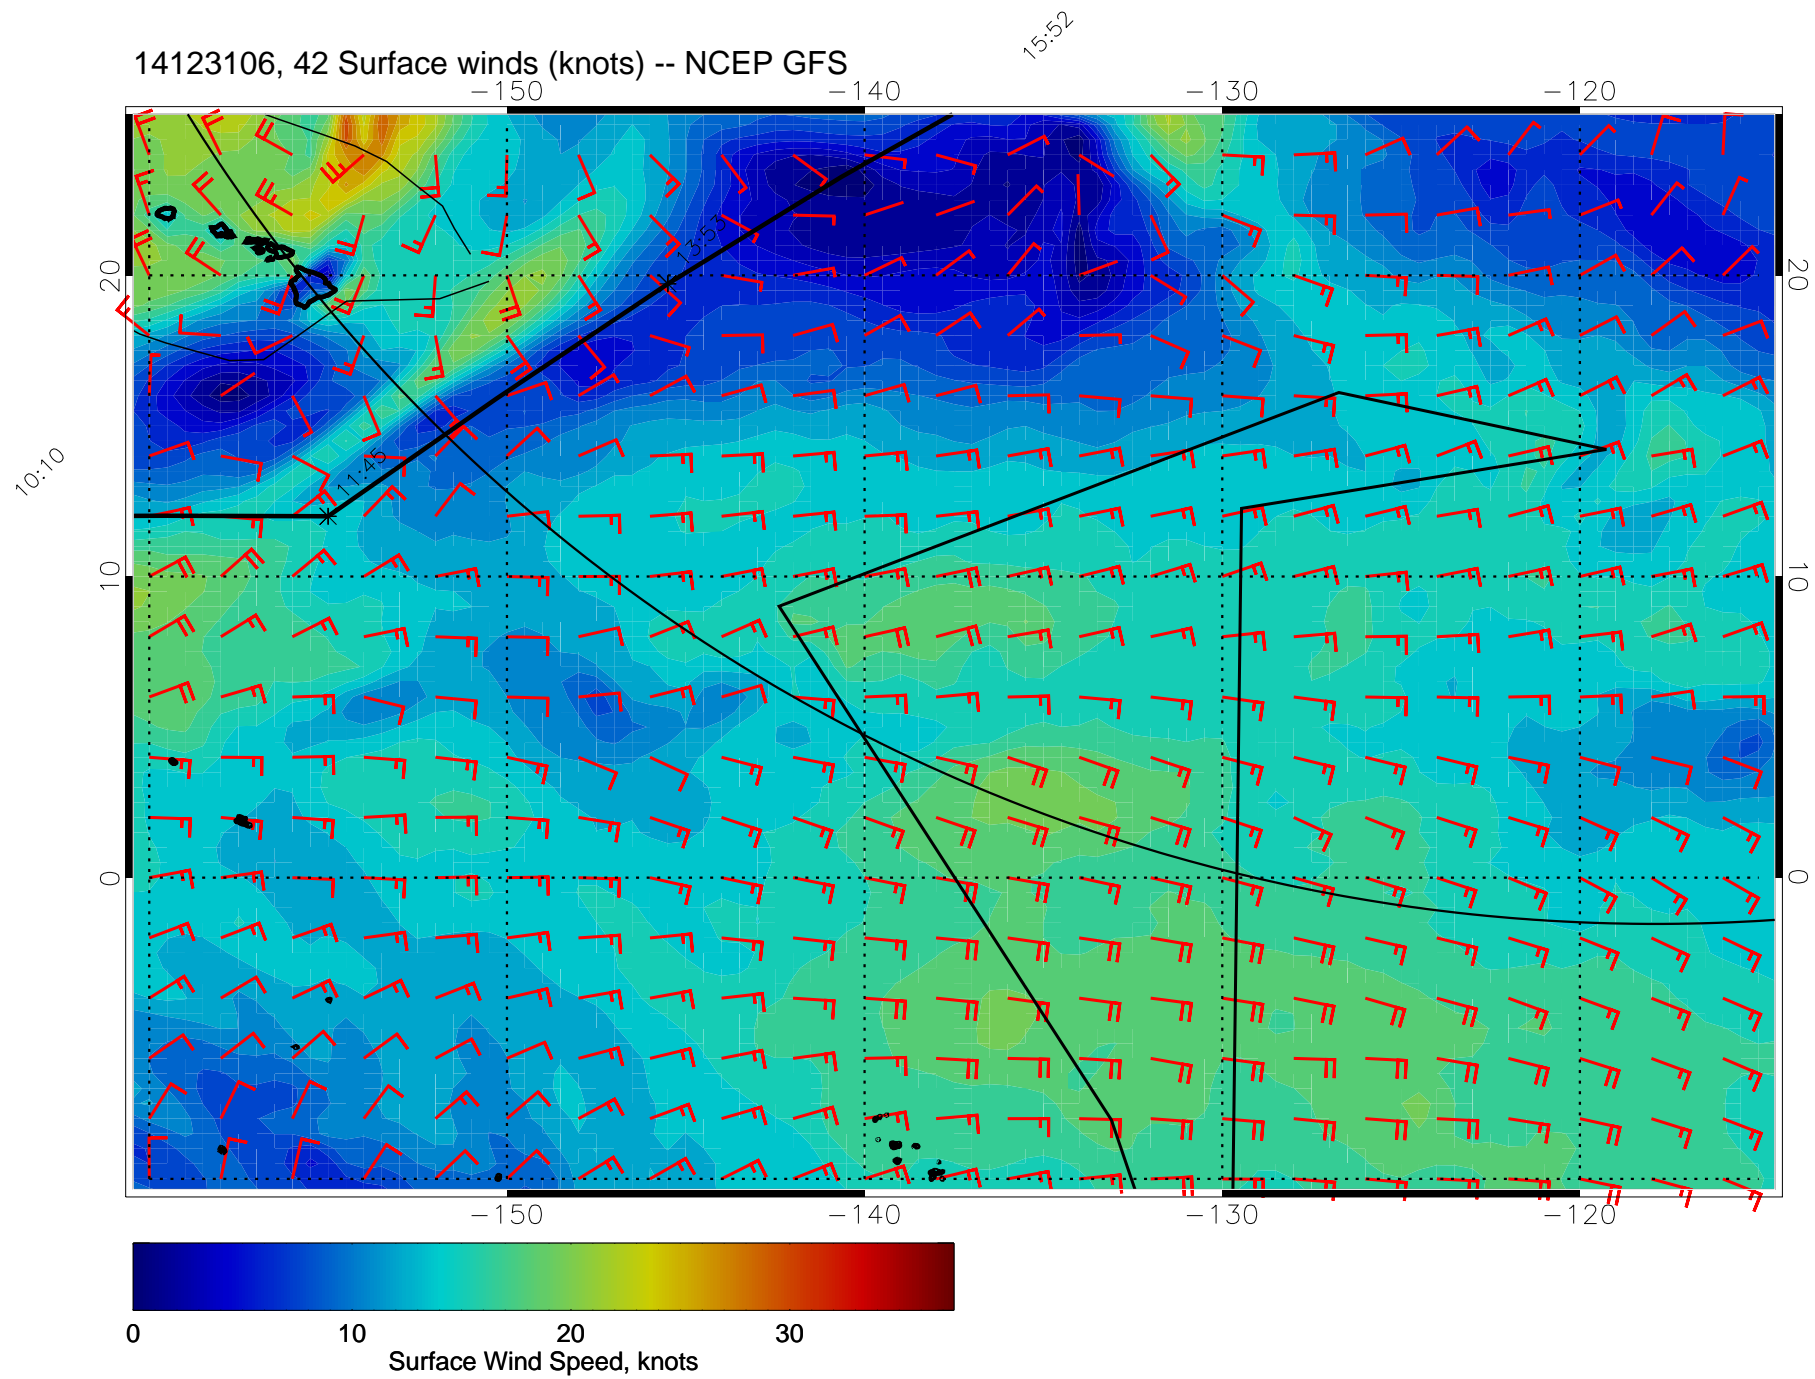 15:52
14123106, 42 Surface winds (knots) -- NCEP GFS
-150 -140 -130 -120
13:53
20 20
11:45
10:10
10 10
0 0
-150 -140 -130 -120
0 10 20 30
Surface Wind Speed, knots